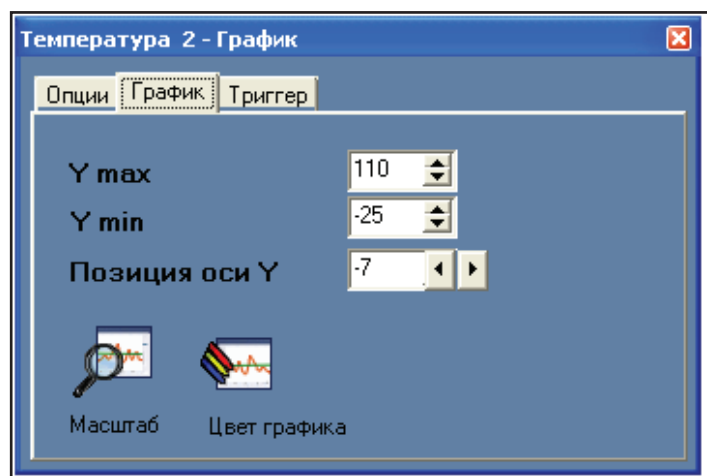 Температура 2 - График
Опции График Триггер
Y max 110
Y min -25
Позиция оси Y -7
Масштаб Цвет графика